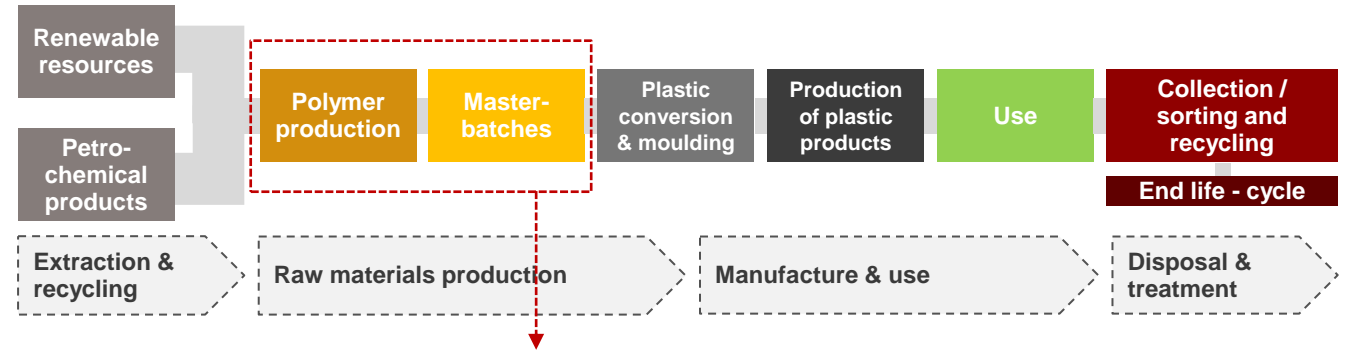 Renewable
resources
Petro-
chemical
products
Polymer
production
Master-
batches
Plastic
conversion
& moulding
Production
of plastic
products
Use
Collection /
sorting and
recycling
End life - cycle
Extraction &
recycling
Raw materials production
Manufacture & use
Disposal &
treatment